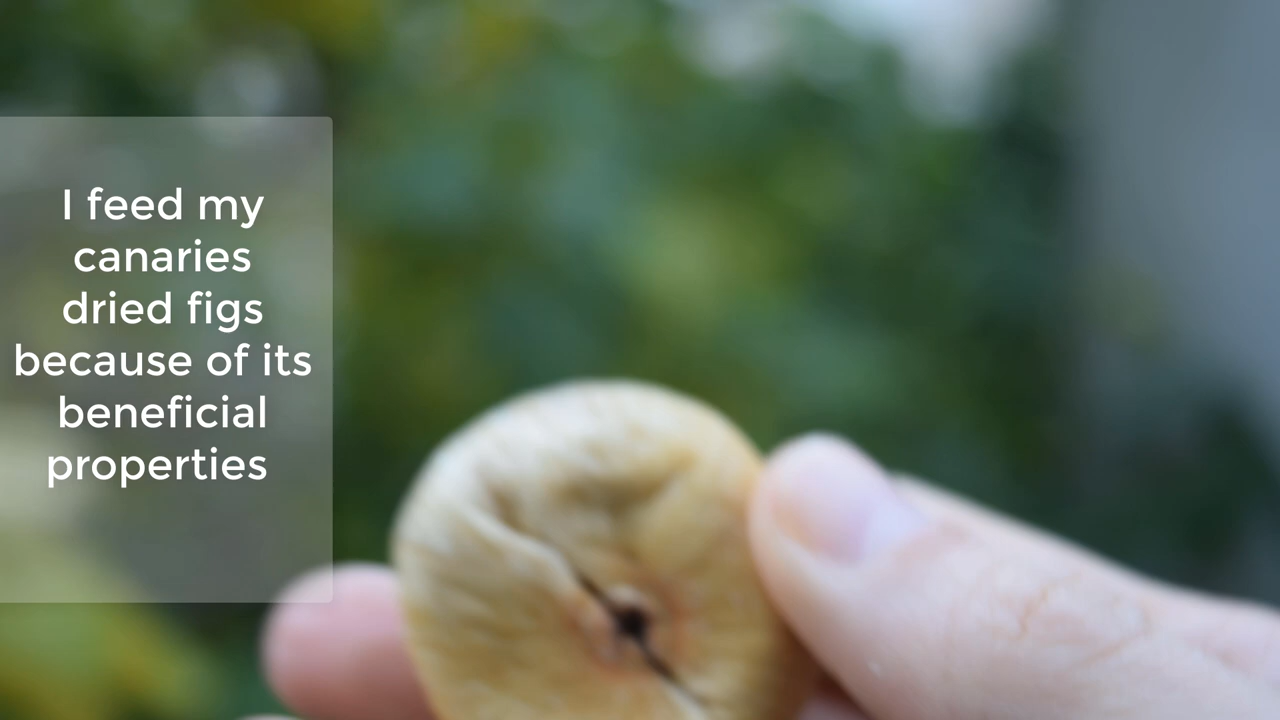 I feed my
canaries
dried figs
because of its
beneficial
properties